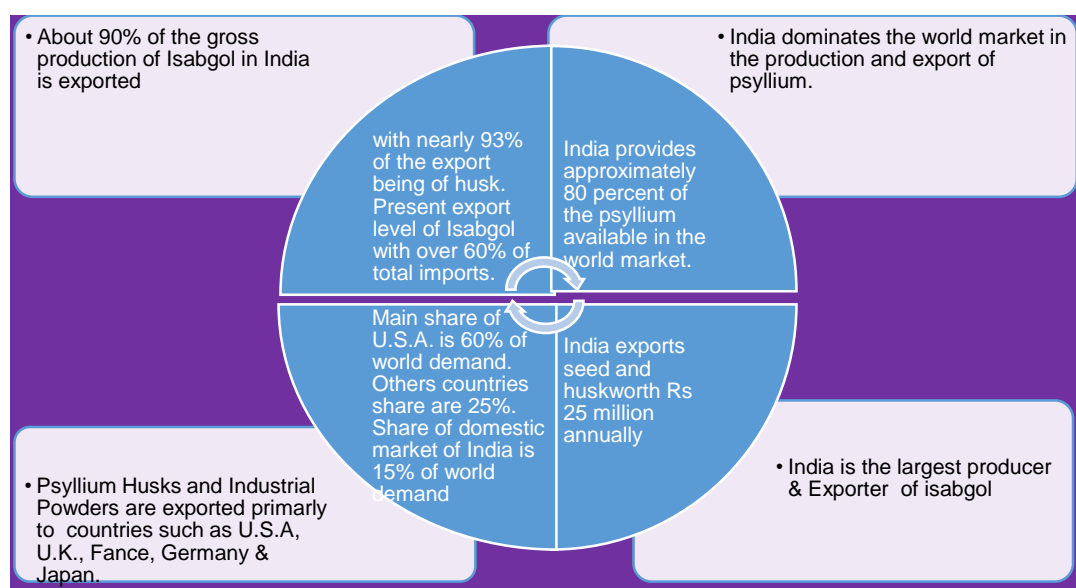 • About 90% of the gross
production of Isabgol in India
is exported
• India dominates the world market in
the production and export of
psyllium.
with nearly 93%
of the export
being of husk.
Present export
level of Isabgol
with over 60% of
total imports.
India provides
approximately
80 percent of
the psyllium
available in the
world market.
Main share of
U.S.A. is 60% of
world demand.
Others countries
share are 25%.
Share of domestic
market of India is
15% of world
demand
India exports
seed and
huskworth Rs
25 million
annually
• Psyllium Husks and Industrial
Powders are exported primarily
to countries such as U.S.A,
U.K., Fance, Germany &
Japan.
• India is the largest producer
& Exporter of isabgol